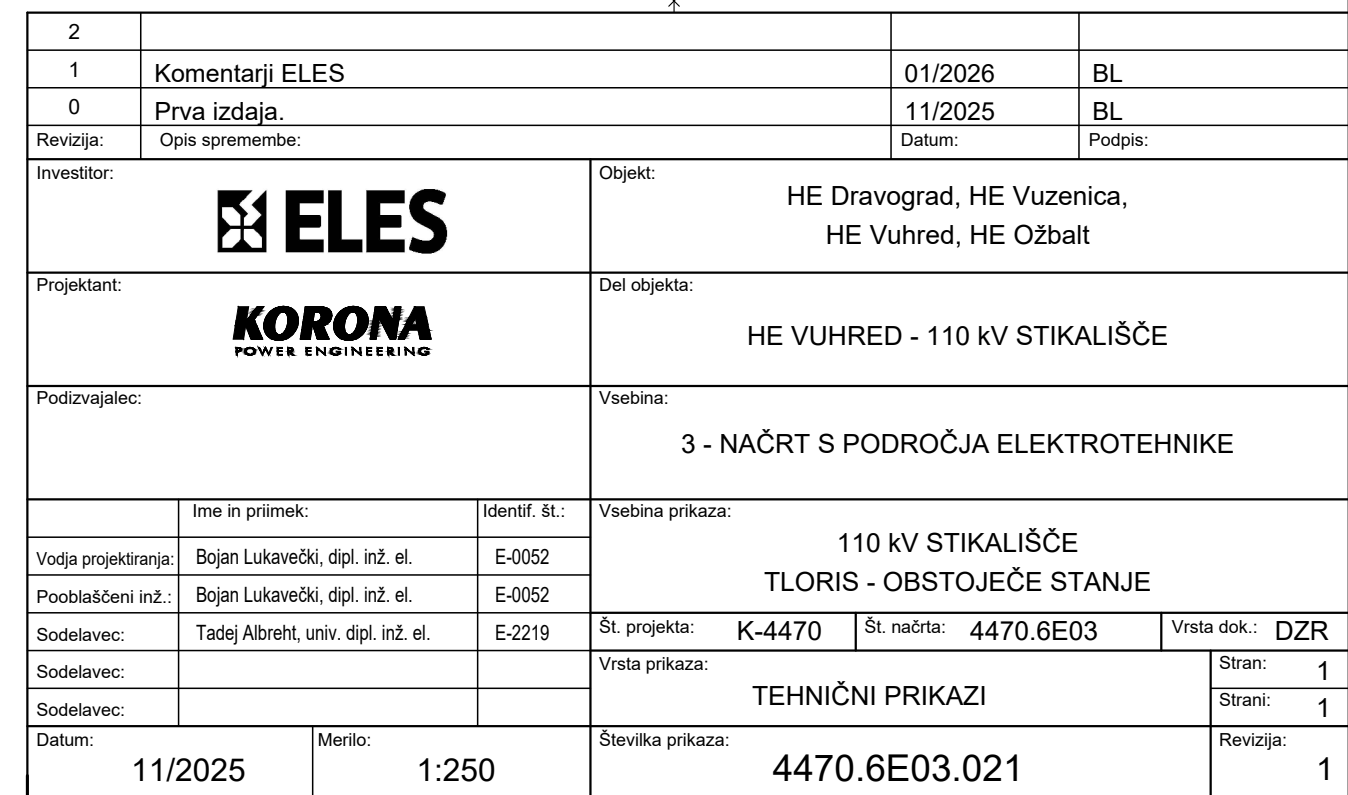 2
1 Komentarji ELES 01/2026 BL
0 Prva izdaja. 11/2025 BL
Revizija: Opis spremembe: Datum: Podpis:
Investitor:
ELES
Objekt:
HE Dravograd, HE Vuzenica,
HE Vuhred, HE Ožbalt
Projektant:
KORONA
POWER ENGINEERING
Del objekta:
HE VUHRED - 110 kV STIKALIŠČE
Podizvajalec:
Vsebina:
3 - NAČRT S PODROČJA ELEKTROTEHNIKE
Ime in priimek: Identif. št.:
Vodja projektiranja: Bojan Lukavečki, dipl. inž. el. E-0052
Pooblaščeni inž.: Bojan Lukavečki, dipl. inž. el. E-0052
Sodelavec: Tadej Albreht, univ. dipl. inž. el. E-2219
Sodelavec:
Sodelavec:
Vsebina prikaza:
110 kV STIKALIŠČE
TLORIS - OBSTOJEČE STANJE
Št. projekta: K-4470 Št. načrta: 4470.6E03 Vrsta dok.: DZR
Vrsta prikaza:
TEHNIČNI PRIKAZI
Stran: 1
Strani: 1
Datum: 11/2025
Merilo: 1:250
Številka prikaza:
4470.6E03.021
Revizija: 1